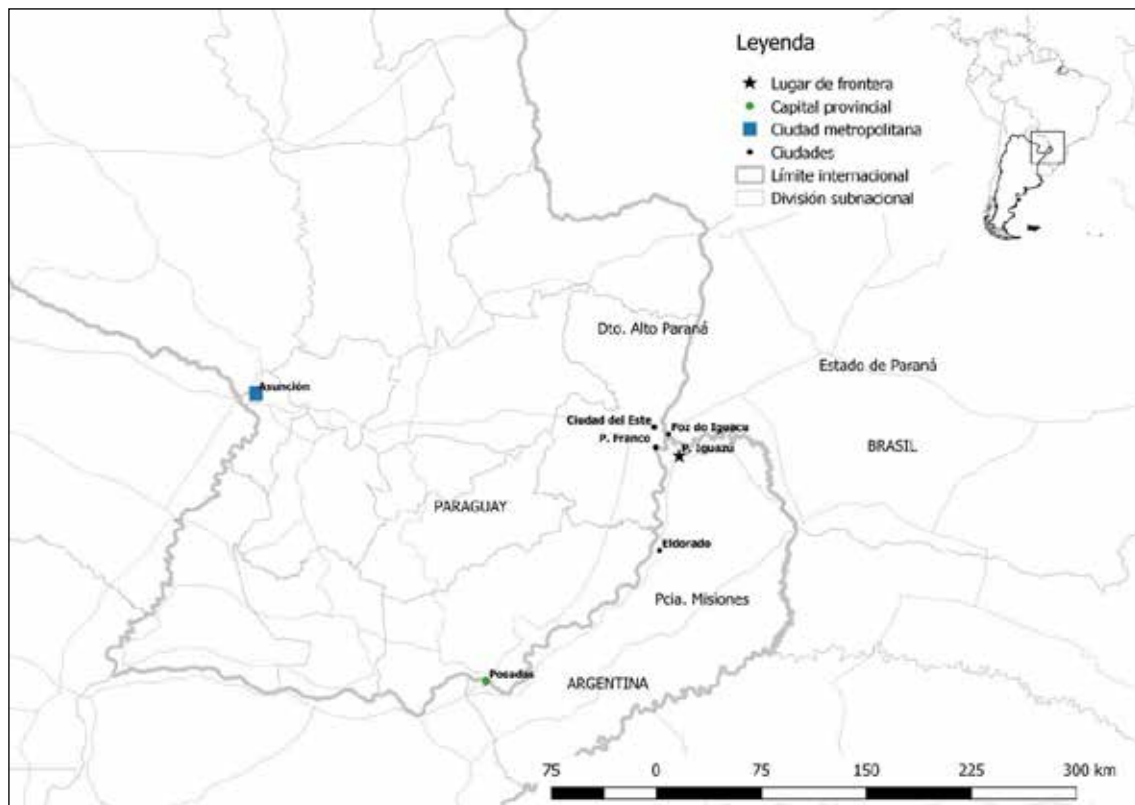 Leyenda
Lugar de frontera
Capital provincial
Ciudad metropolitana
Ciudades
Límite internacional
División subnacional
Dto. Alto Paraná
Estado de Paraná
Asunción
Ciudad del Este
Foz do Iguacu
P. Franco
P. Iguazú
BRASIL
PARAGUAY
Eldorado
Pcia. Misiones
Posadas
ARGENTINA
75 0 75 150 225 300 km